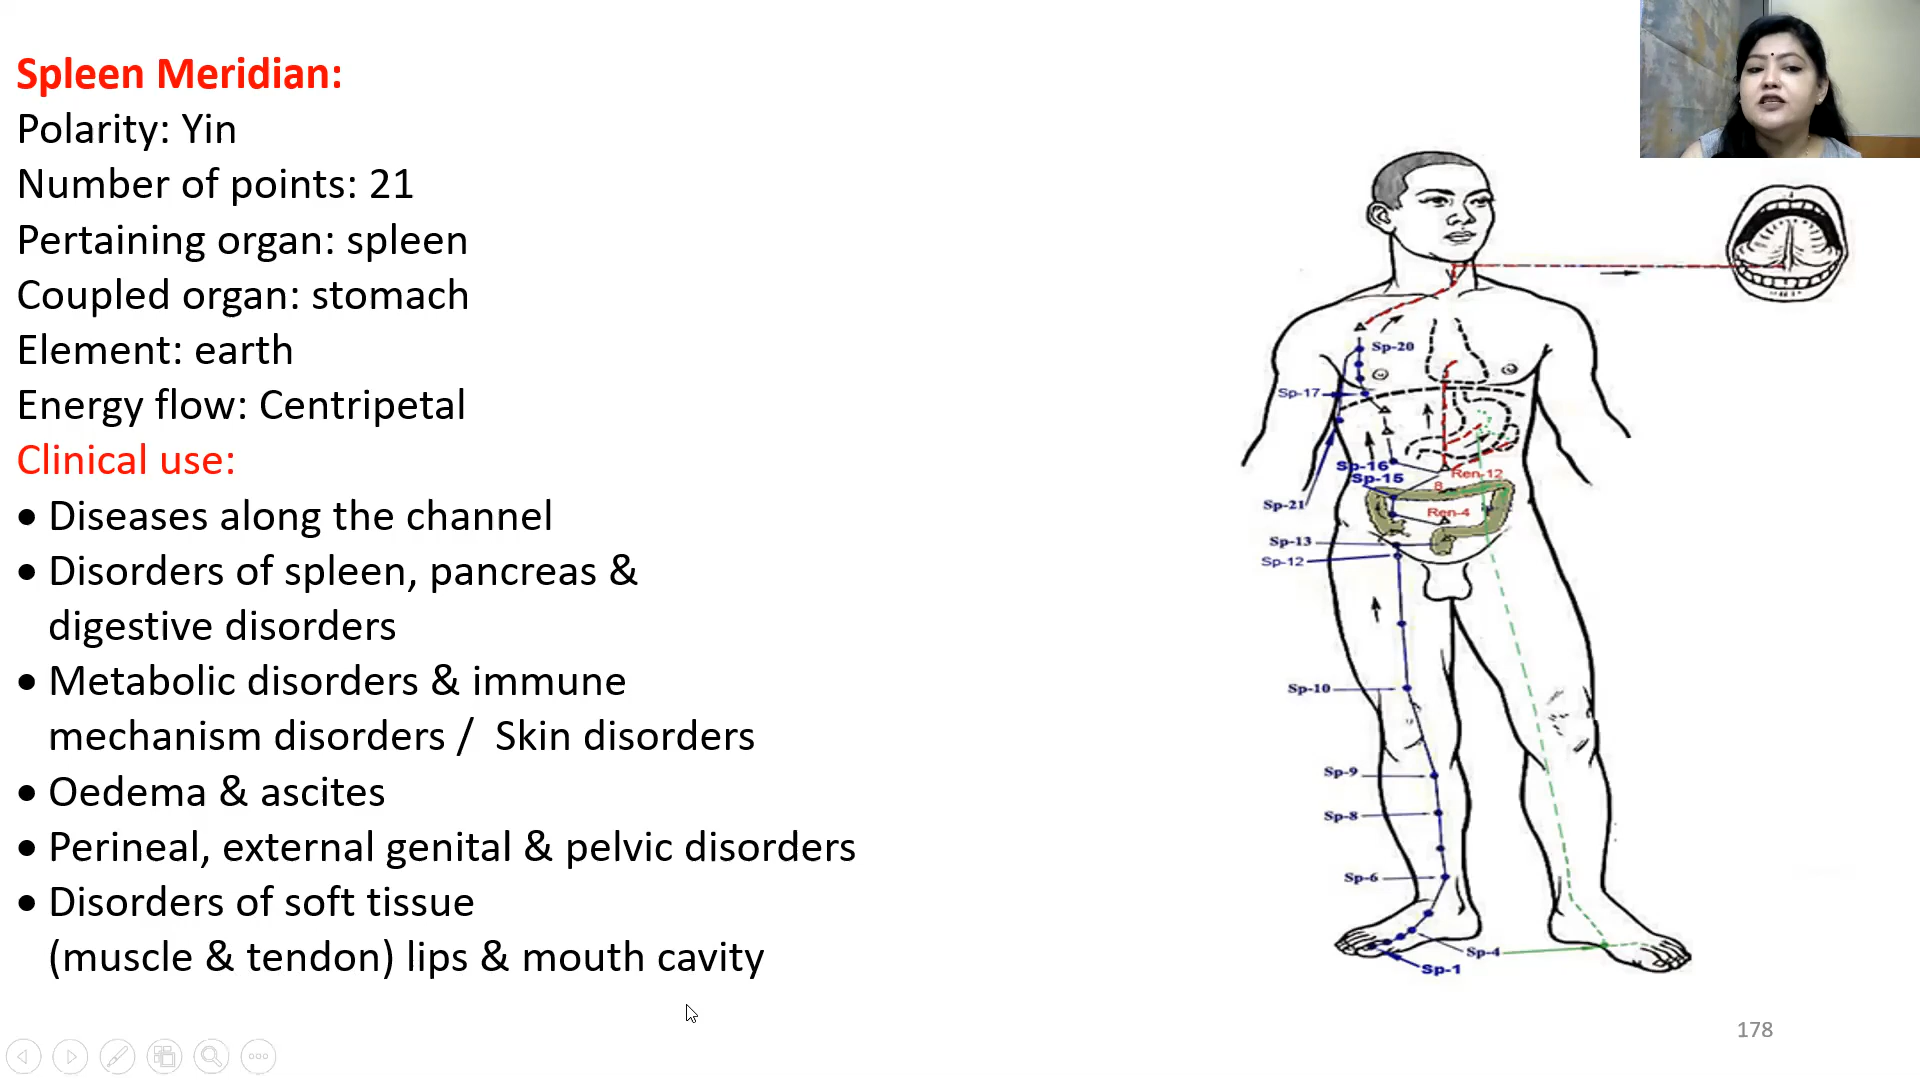 Spleen Meridian:
Polarity: Yin
Number of points: 21
Pertaining organ: spleen
Coupled organ: stomach
Element: earth
Energy flow: Centripetal
Clinical use:
• Diseases along the channel
• Disorders of spleen, pancreas &
digestive disorders
• Metabolic disorders & immune
mechanism disorders / Skin disorders
• Oedema & ascites
• Perineal, external genital & pelvic disorders
• Disorders of soft tissue
(muscle & tendon) lips & mouth cavity
Sp-20
Sp-17
Sp-16
Ren-12
Sp-15
8
Sp-21
Ren-4
Sp-13
Sp-12
Sp-10
Sp-9
Sp-8
Sp-6
Sp-4
Sp-1
178